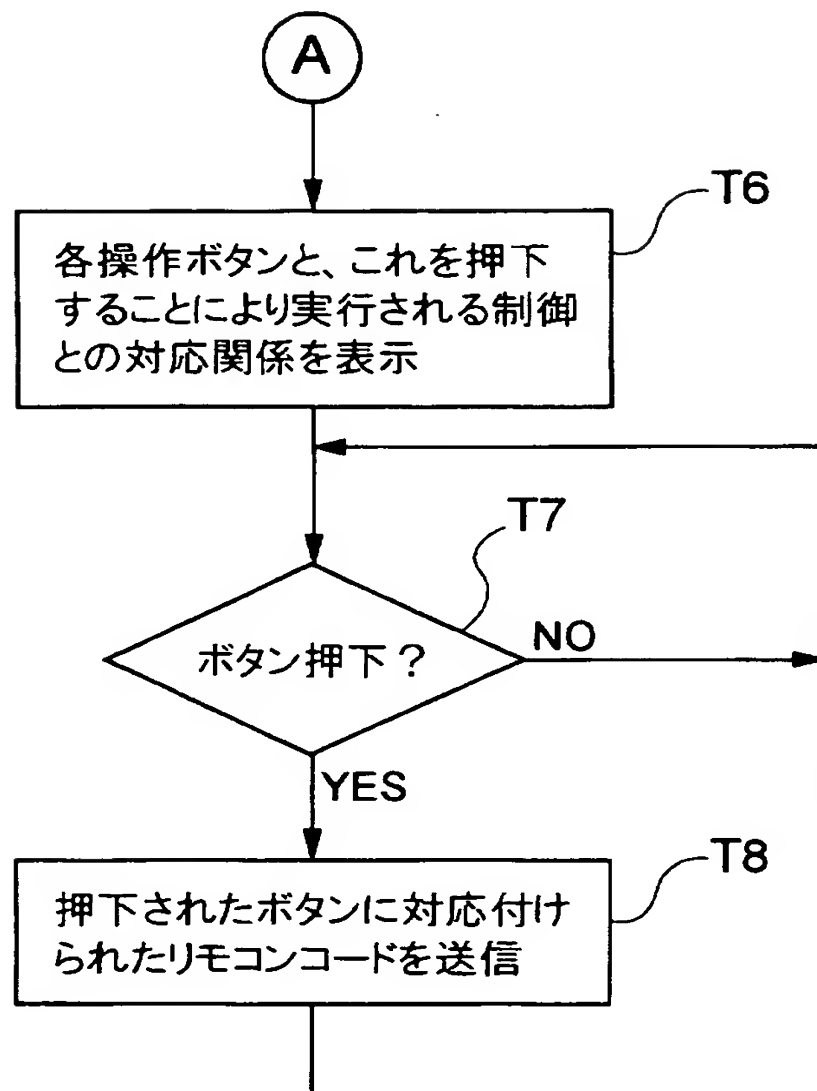 A
T6
各操作ボタンと、これを押下
することにより実行される制御
との対応関係を表示
T7
ボタン押下？
NO
YES
T8
押下されたボタンに対応付け
られたリモコンコードを送信